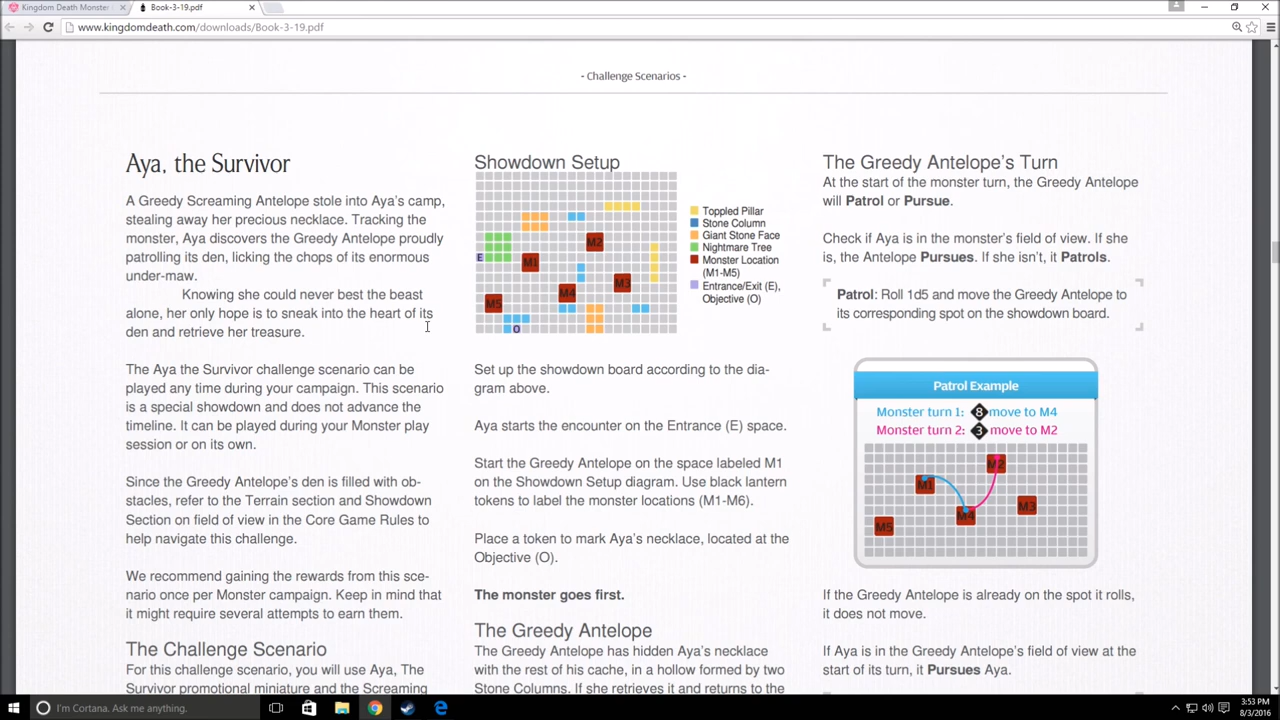 Kingdom Death Monster
Book-3-19.pdf
www.kingdomdeath.com/downloads/Book-3-19.pdf
- Challenge Scenarios -
Aya, the Survivor
A Greedy Screaming Antelope stole into Aya's camp,
stealing away her precious necklace. Tracking the
monster, Aya discovers the Greedy Antelope proudly
patrolling its den, licking the chops of its enormous
under-maw.
Knowing she could never best the beast
alone, her only hope is to sneak into the heart of its
den and retrieve her treasure.
The Aya the Survivor challenge scenario can be
played any time during your campaign. This scenario
is a special showdown and does not advance the
timeline. It can be played during your Monster play
session or on its own.
Since the Greedy Antelope's den is filled with ob-
stacles, refer to the Terrain section and Showdown
Section on field of view in the Core Game Rules to
help navigate this challenge.
We recommend gaining the rewards from this sce-
nario once per Monster campaign. Keep in mind that
it might require several attempts to earn them.
The Challenge Scenario
For this challenge scenario, you will use Aya, The
Survivor promotional miniature and the Screaming
Showdown Setup
M2
E
M1
M3
M4
M5
O
Toppled Pillar
Stone Column
Giant Stone Face
Nightmare Tree
Monster Location
(M1-M5)
Entrance/Exit (E),
Objective (O)
Set up the showdown board according to the dia-
gram above.
Aya starts the encounter on the Entrance (E) space.
Start the Greedy Antelope on the space labeled M1
on the Showdown Setup diagram. Use black lantern
tokens to label the monster locations (M1-M6).
Place a token to mark Aya's necklace, located at the
Objective (O).
The monster goes first.
The Greedy Antelope
The Greedy Antelope has hidden Aya's necklace
with the rest of his cache, in a hollow formed by two
Stone Columns. If she retrieves it and returns to the
The Greedy Antelope's Turn
At the start of the monster turn, the Greedy Antelope
will Patrol or Pursue.
Check if Aya is in the monster's field of view. If she
is, the Antelope Pursues. If she isn't, it Patrols.
Patrol: Roll 1d5 and move the Greedy Antelope to
its corresponding spot on the showdown board.
Patrol Example
Monster turn 1: 8 move to M4
Monster turn 2: 3 move to M2
M2
M1
M3
M4
M5
If the Greedy Antelope is already on the spot it rolls,
it does not move.
If Aya is in the Greedy Antelope's field of view at the
start of its turn, it Pursues Aya.
I'm Cortana. Ask me anything.
3:53 PM
8/3/2016